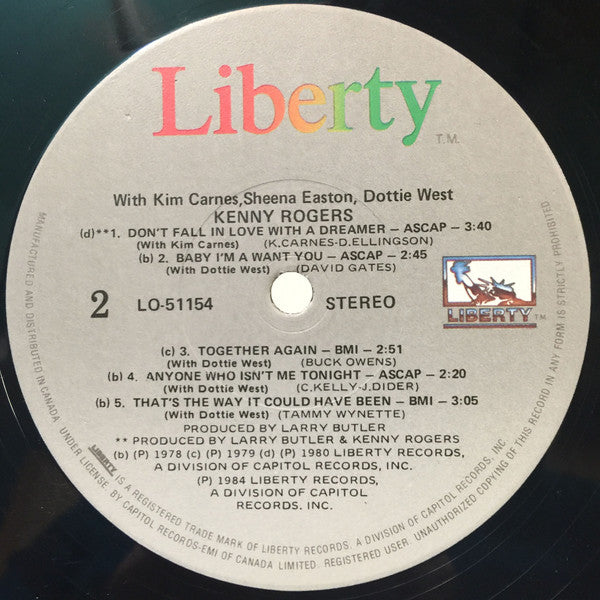 Liberty
T.M.
With Kim Carnes,Sheena Easton, Dottie West
KENNY ROGERS
(d)**1. DON'T FALL IN LOVE WITH A DREAMER – ASCAP – 3:40
(With Kim Carnes) (K.CARNES-D.ELLINGSON)
(b) 2. BABY I'M A WANT YOU – ASCAP – 2:45
(With Dottie West) (DAVID GATES)
2 LO-51154 STEREO
LIBERTY TM.
(c) 3. TOGETHER AGAIN – BMI – 2:51
(With Dottie West) (BUCK OWENS)
(b) 4. ANYONE WHO ISN'T ME TONIGHT – ASCAP – 2:20
(With Dottie West) (C.KELLY-J.DIDER)
(b) 5. THAT'S THE WAY IT COULD HAVE BEEN – BMI – 3:05
(With Dottie West) (TAMMY WYNETTE)
PRODUCED BY LARRY BUTLER
** PRODUCED BY LARRY BUTLER & KENNY ROGERS
(b) (P) 1978 (c) (P) 1979 (d) (P) 1980 LIBERTY RECORDS,
A DIVISION OF CAPITOL RECORDS, INC.
(P) 1984 LIBERTY RECORDS,
A DIVISION OF CAPITOL
RECORDS. INC.
LIBERTY IS A REGISTERED TRADE MARK OF LIBERTY RECORDS, A DIVISION OF CAPITOL RECORDS, INC
MANUFACTURED AND DISTRIBUTED IN CANADA, UNDER LICENSE, BY CAPITOL RECORDS-EMI OF CANADA LIMITED. REGISTERED USER. UNAUTHORIZED COPYING OF THIS RECORD IN ANY FORM IS STRICTLY PROHIBITED.